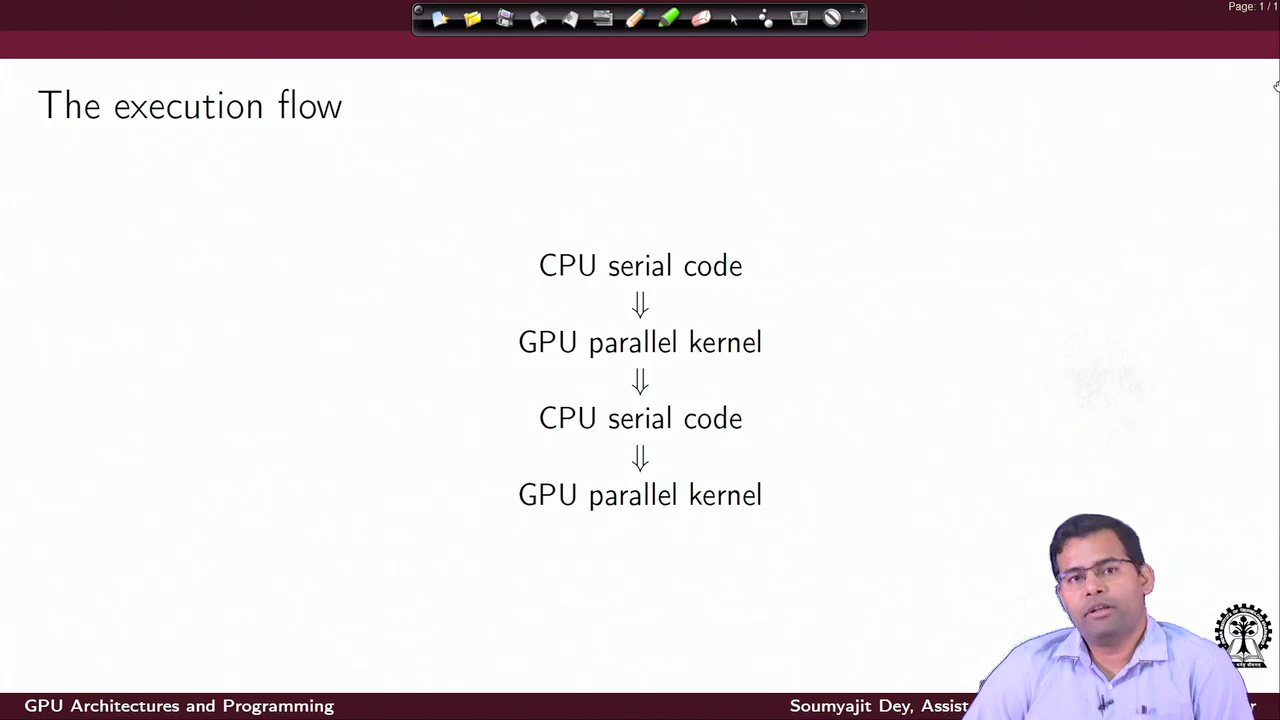 Page: 1 / 1
The execution flow
CPU serial code
⇓
GPU parallel kernel
⇓
CPU serial code
⇓
GPU parallel kernel
GPU Architectures and Programming
Soumyajit Dey, Assist